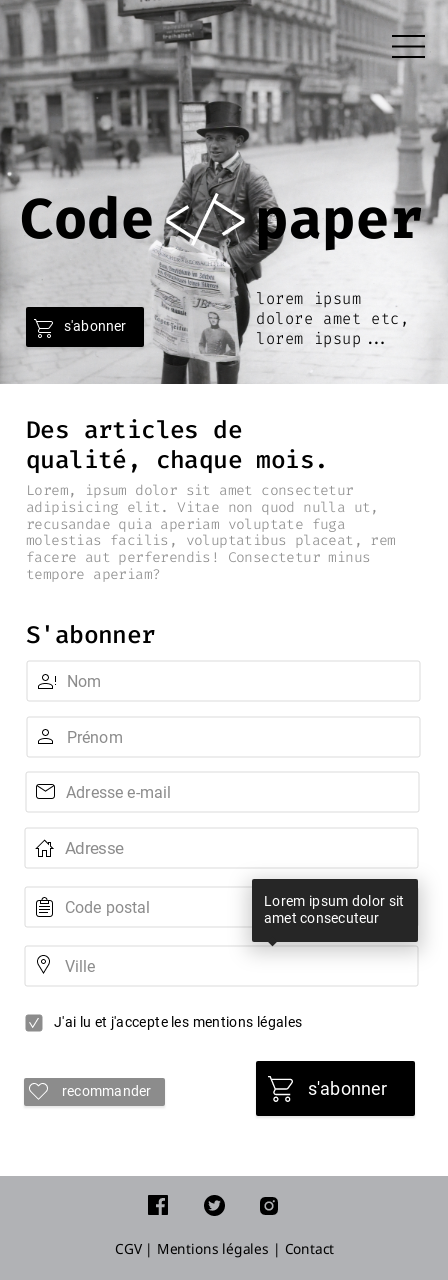 Code </> paper
s'abonner
lorem ipsum
dolore amet etc,
lorem ipsup ...
Des articles de
qualité, chaque mois.
Lorem, ipsum dolor sit amet consectetur
adipisicing elit. Vitae non quod nulla ut,
recusandae quia aperiam voluptate fuga
molestias facilis, voluptatibus placeat, rem
facere aut perferendis! Consectetur minus
tempore aperiam?
S'abonner
Nom
Prénom
Adresse e-mail
Adresse
Code postal
Lorem ipsum dolor sit
amet consecuteur
Ville
J'ai lu et j'accepte les mentions légales
recommander
s'abonner
CGV | Mentions légales | Contact